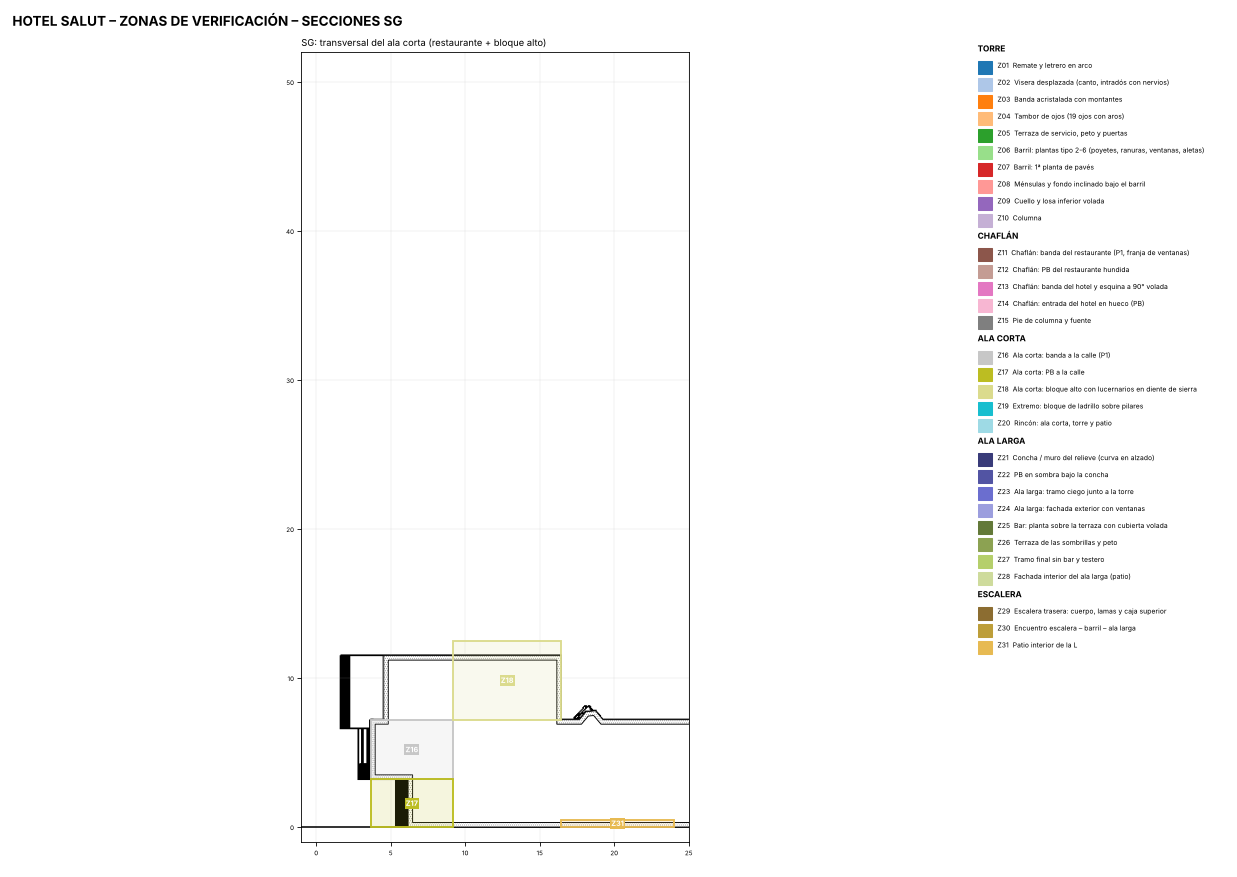 HOTEL SALUT – ZONAS DE VERIFICACIÓN – SECCIONES SG
SG: transversal del ala corta (restaurante + bloque alto)
50
40
30
20
10
0
0 5 10 15 20 25
Z18
Z16
Z17
Z31
TORRE
Z01 Remate y letrero en arco
Z02 Visera desplazada (canto, intradós con nervios)
Z03 Banda acristalada con montantes
Z04 Tambor de ojos (19 ojos con aros)
Z05 Terraza de servicio, peto y puertas
Z06 Barril: plantas tipo 2-6 (poyetes, ranuras, ventanas, aletas)
Z07 Barril: 1ª planta de pavés
Z08 Ménsulas y fondo inclinado bajo el barril
Z09 Cuello y losa inferior volada
Z10 Columna
CHAFLÁN
Z11 Chaflán: banda del restaurante (P1, franja de ventanas)
Z12 Chaflán: PB del restaurante hundida
Z13 Chaflán: banda del hotel y esquina a 90° volada
Z14 Chaflán: entrada del hotel en hueco (PB)
Z15 Pie de columna y fuente
ALA CORTA
Z16 Ala corta: banda a la calle (P1)
Z17 Ala corta: PB a la calle
Z18 Ala corta: bloque alto con lucernarios en diente de sierra
Z19 Extremo: bloque de ladrillo sobre pilares
Z20 Rincón: ala corta, torre y patio
ALA LARGA
Z21 Concha / muro del relieve (curva en alzado)
Z22 PB en sombra bajo la concha
Z23 Ala larga: tramo ciego junto a la torre
Z24 Ala larga: fachada exterior con ventanas
Z25 Bar: planta sobre la terraza con cubierta volada
Z26 Terraza de las sombrillas y peto
Z27 Tramo final sin bar y testero
Z28 Fachada interior del ala larga (patio)
ESCALERA
Z29 Escalera trasera: cuerpo, lamas y caja superior
Z30 Encuentro escalera – barril – ala larga
Z31 Patio interior de la L